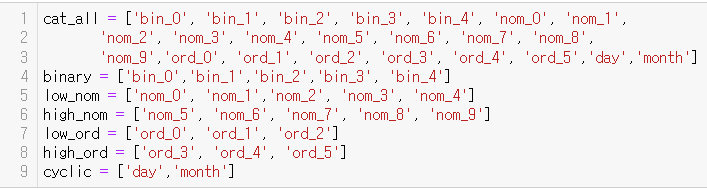 1 cat_all = ['bin_0', 'bin_1', 'bin_2', 'bin_3', 'bin_4', 'nom_0', 'nom_1',
2 'nom_2', 'nom_3', 'nom_4', 'nom_5', 'nom_6', 'nom_7', 'nom_8',
3 'nom_9','ord_0', 'ord_1', 'ord_2', 'ord_3', 'ord_4', 'ord_5','day','month']
4 binary = ['bin_0','bin_1','bin_2','bin_3', 'bin_4']
5 low_nom = ['nom_0', 'nom_1','nom_2', 'nom_3', 'nom_4']
6 high_nom = ['nom_5', 'nom_6', 'nom_7', 'nom_8', 'nom_9']
7 low_ord = ['ord_0', 'ord_1', 'ord_2']
8 high_ord = ['ord_3', 'ord_4', 'ord_5']
9 cyclic = ['day','month']